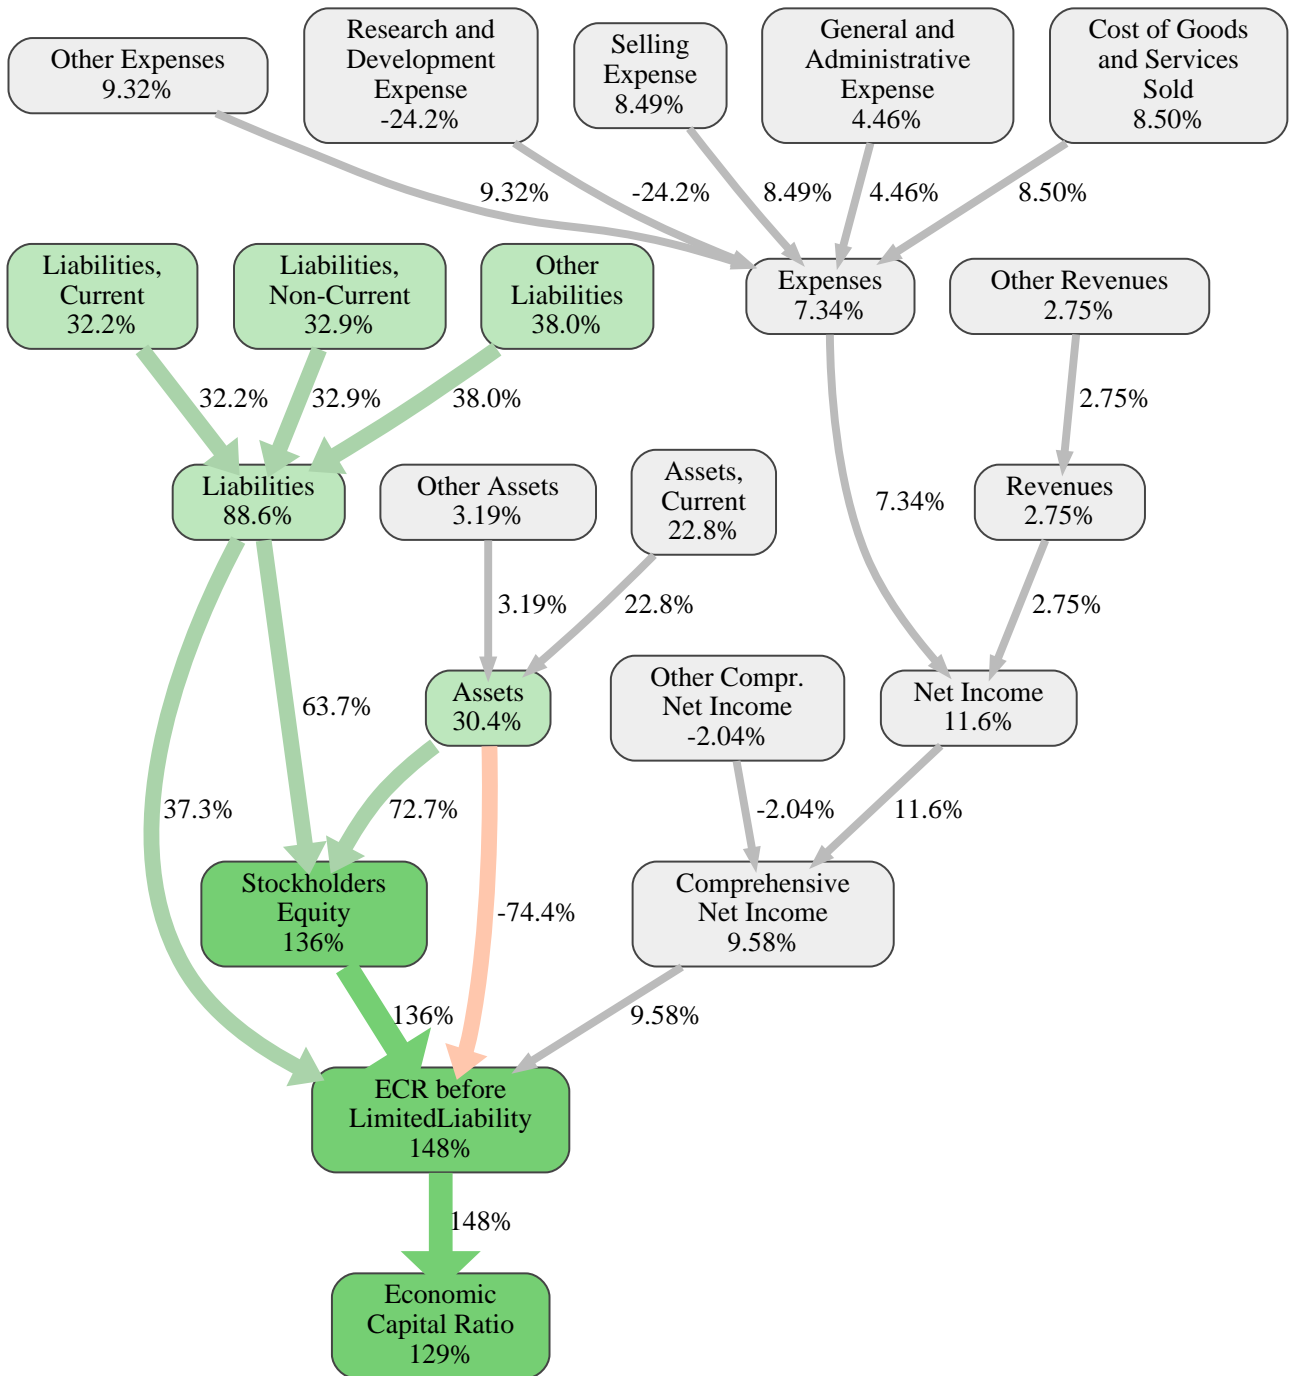 Other Expenses
9.32%
Research and
Development
Expense
-24.2%
Selling
Expense
8.49%
General and
Administrative
Expense
4.46%
Cost of Goods
and Services
Sold
8.50%
9.32%
-24.2%
8.49%
4.46%
8.50%
Liabilities,
Current
32.2%
Liabilities,
Non-Current
32.9%
Other
Liabilities
38.0%
Expenses
7.34%
Other Revenues
2.75%
32.2%
32.9%
38.0%
2.75%
Liabilities
88.6%
Other Assets
3.19%
Assets,
Current
22.8%
7.34%
Revenues
2.75%
3.19%
22.8%
2.75%
63.7%
Assets
30.4%
Other Compr.
Net Income
-2.04%
Net Income
11.6%
37.3%
72.7%
-2.04%
11.6%
Stockholders
Equity
136%
-74.4%
Comprehensive
Net Income
9.58%
136%
9.58%
ECR before
LimitedLiability
148%
148%
Economic
Capital Ratio
129%